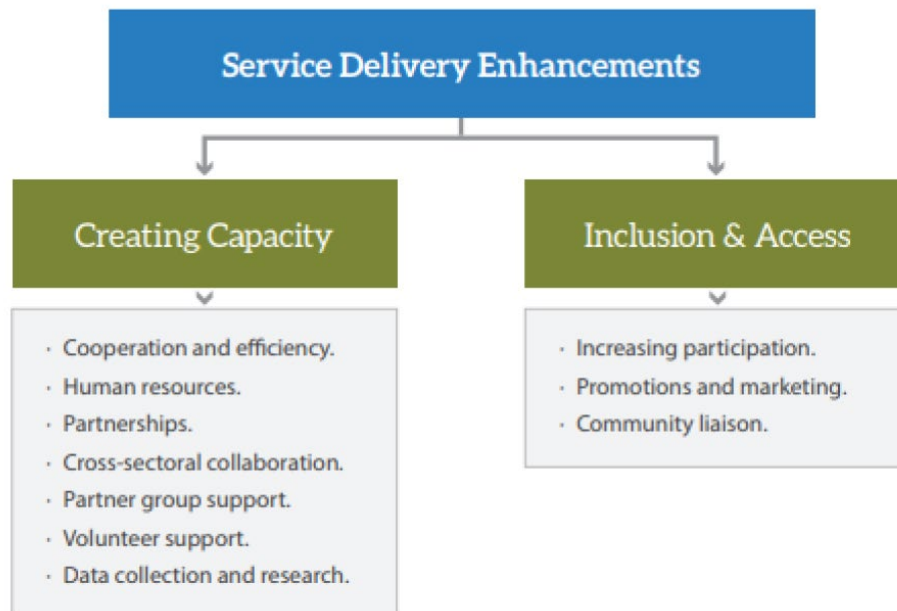 Service Delivery Enhancements
Creating Capacity
· Cooperation and efficiency.
· Human resources.
· Partnerships.
· Cross-sectoral collaboration.
· Partner group support.
· Volunteer support.
· Data collection and research.
Inclusion & Access
· Increasing participation.
· Promotions and marketing.
· Community liaison.